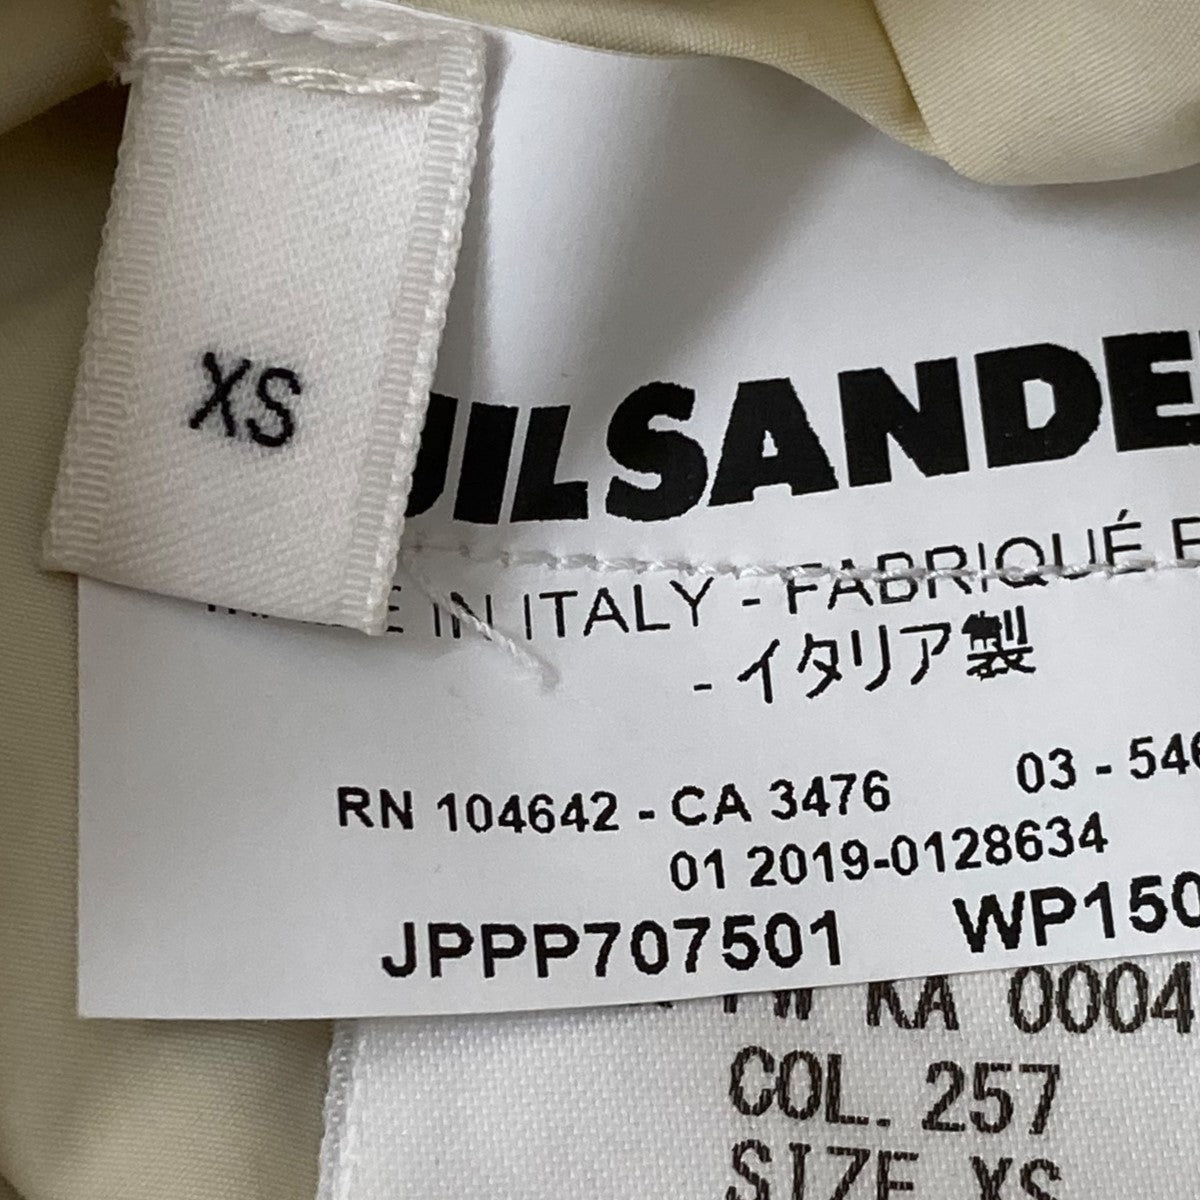 XS
JILSANDE
IN ITALY - FABRIQUÉ
- イタリア製
RN 104642 - CA 3476
03 - 546
01 2019-0128634
JPPP707501 WP150
KA 0004
COL. 257
SIZE XS